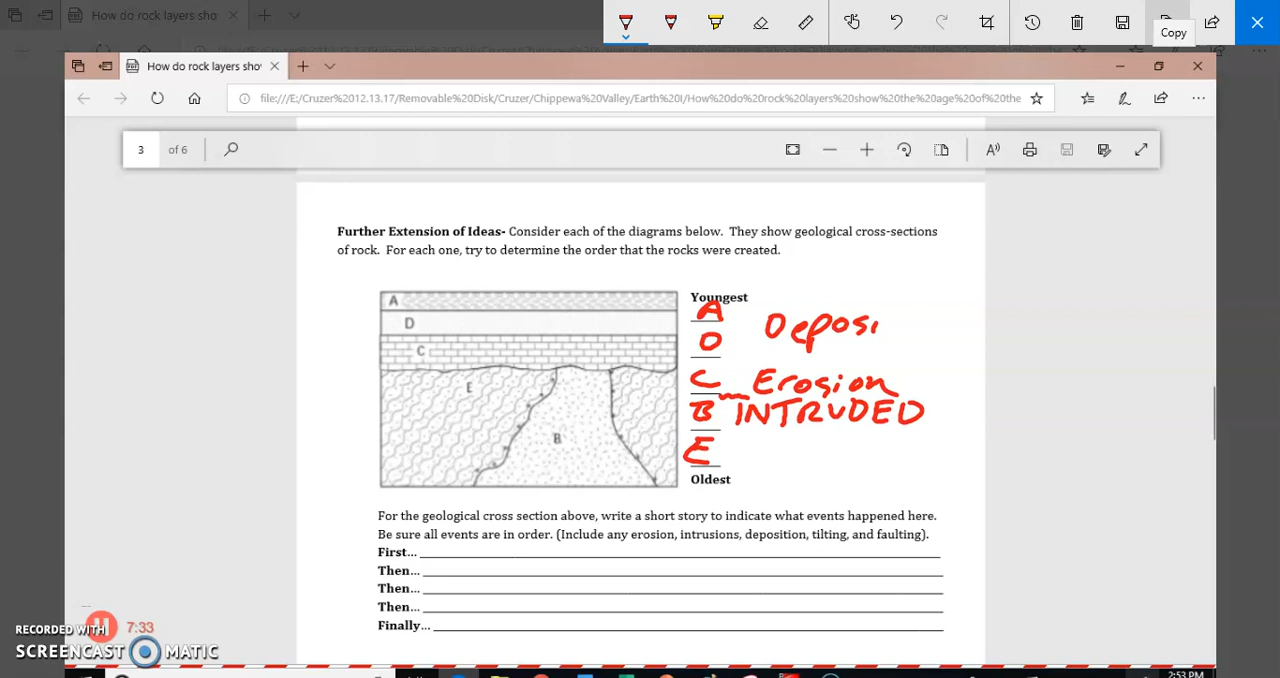 How do rock layers sho
Copy
How do rock layers shov
file:///E:/Cruzer%2012.13.17/Removable%20Disk/Cruzer/Chippewa%20Valley/Earth%20I/How%20do%20rock%20layers%20show%20the%20age%20of%20the
3 of 6
Further Extension of Ideas- Consider each of the diagrams below. They show geological cross-sections
of rock. For each one, try to determine the order that the rocks were created.
A
D
C
E
B
Youngest
A
D Deposi
C Erosion
B INTRUDED
E
Oldest
For the geological cross section above, write a short story to indicate what events happened here.
Be sure all events are in order. (Include any erosion, intrusions, deposition, tilting, and faulting).
First…
Then…
Then…
Then…
Finally…
RECORDED WITH
7:33
SCREENCAST MATIC
2:53 PM